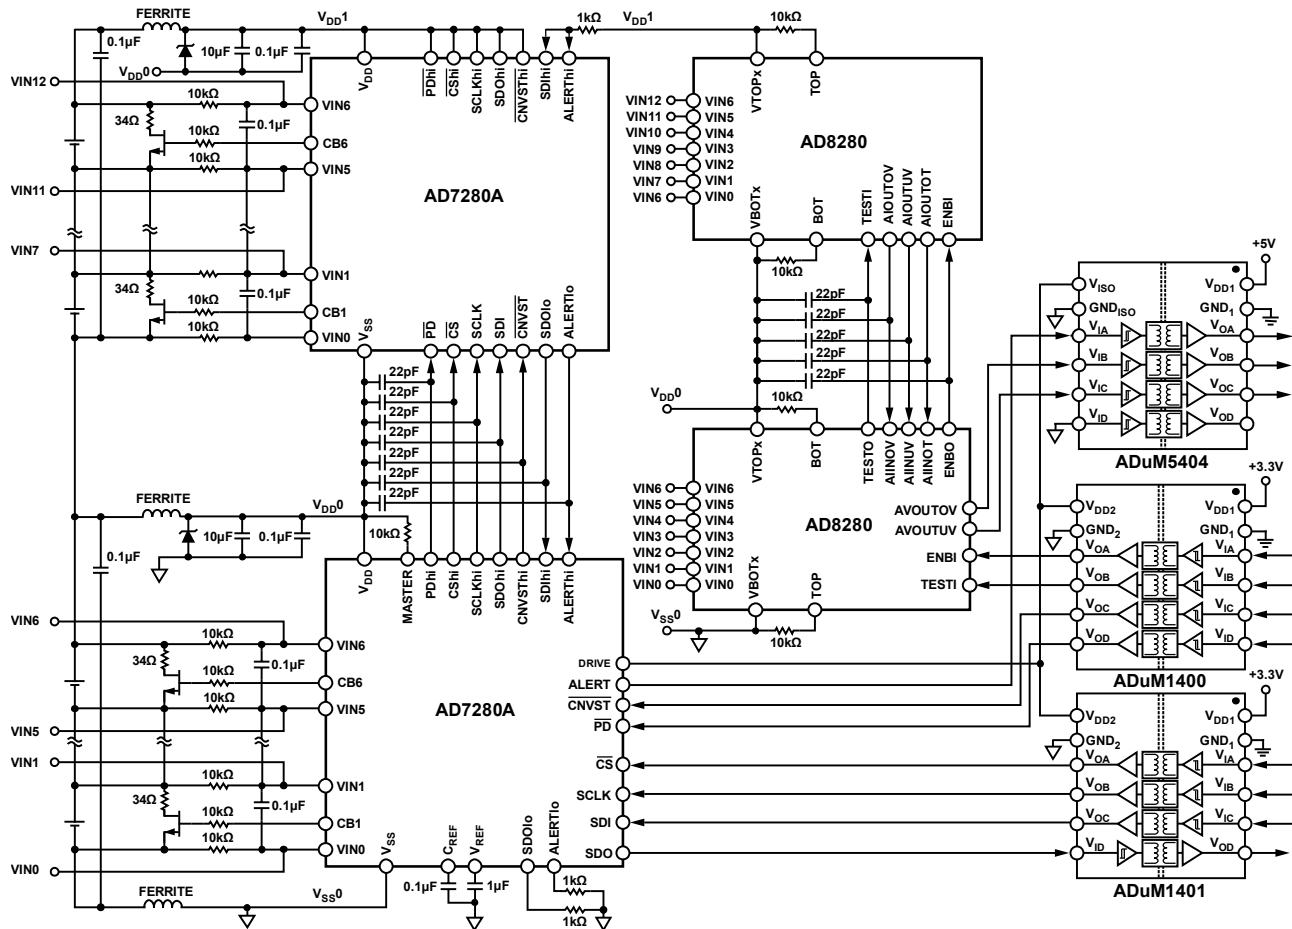 FERRITE
VDD1
0.1µF
10µF
0.1µF
VDD0
VIN12
10kΩ
34Ω
10kΩ
0.1µF
10kΩ
VIN11
VIN7
34Ω
10kΩ
0.1µF
10kΩ
VDD
PDhi
CShi
SCLKhi
SDOhi
CNVSThi
SDIhi
ALERThi
VIN6
CB6
VIN5
AD7280A
VIN1
CB1
VIN0
VSS
PD
CS
SCLK
SDI
CNVST
SDOlo
ALERTlo
1kΩ
VDD1
10kΩ
VTOPx
TOP
VIN12
VIN6
VIN11
VIN5
VIN10
VIN4
VIN9
VIN3
VIN8
VIN2
VIN7
VIN1
VIN6
VIN0
AD8280
VBOTx
BOT
TESTI
AIOUTOV
AIOUTUV
AIOUTOT
ENBI
10kΩ
22pF
22pF
22pF
22pF
22pF
VDD0
10kΩ
22pF
22pF
22pF
22pF
22pF
22pF
22pF
VTOPx
BOT
TESTO
AIINOV
AIINUV
AIINOT
ENBO
VIN6
VIN6
VIN5
VIN5
VIN4
VIN4
VIN3
VIN3
VIN2
VIN2
VIN1
VIN1
VIN0
VIN0
AD8280
AVOUTOV
AVOUTUV
ENBI
TESTI
VBOTx
TOP
VSS0
10kΩ
FERRITE
VDD0
0.1µF
10µF
0.1µF
10kΩ
VDD
MASTER
PDhi
CShi
SCLKhi
SDOhi
CNVSThi
SDIhi
ALERThi
VIN6
10kΩ
34Ω
0.1µF
10kΩ
10kΩ
VIN5
VIN1
10kΩ
34Ω
0.1µF
10kΩ
10kΩ
VIN0
VIN6
CB6
VIN5
VIN1
CB1
VIN0
AD7280A
DRIVE
ALERT
CNVST
PD
CS
SCLK
SDI
SDO
VSS
CREF
VREF
SDOlo
ALERTlo
0.1µF
1µF
1kΩ
1kΩ
FERRITE
VSS0
+5V
VISO
VDD1
GNDISO
GND1
VIA
VOA
VIB
VOB
VIC
VOC
VID
VOD
ADuM5404
+3.3V
VDD2
VDD1
GND2
GND1
VOA
VIA
VOB
VIB
VOC
VIC
VOD
VID
ADuM1400
+3.3V
VDD2
VDD1
GND2
GND1
VOA
VIA
VOB
VIB
VOC
VIC
VID
VOD
ADuM1401